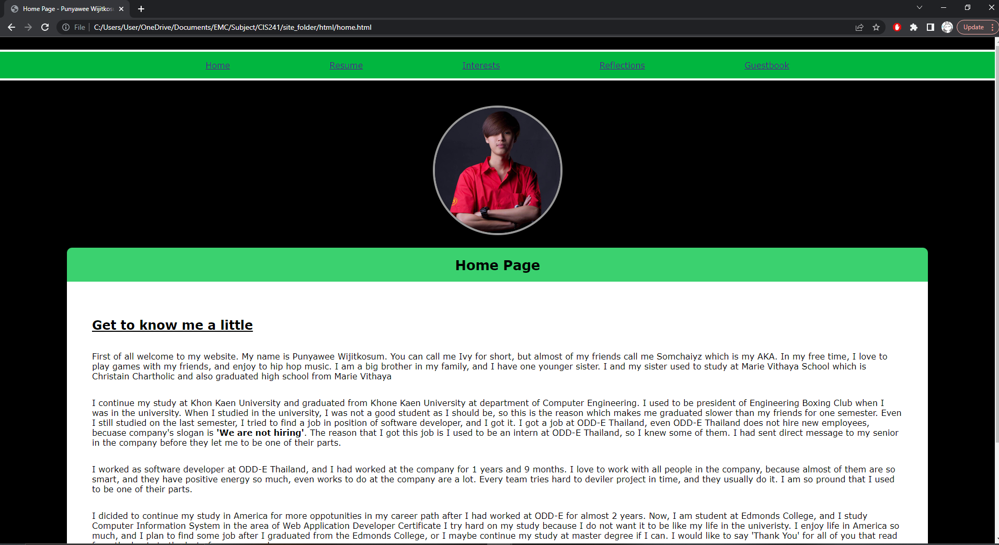 Home Page - Punyawee Wijitkosu
File
C:/Users/User/OneDrive/Documents/EMC/Subject/CIS241/site_folder/html/home.html
Update
Home Resume Interests Reflections Guestbook
Home Page
Get to know me a little
First of all welcome to my website. My name is Punyawee Wijitkosum. You can call me Ivy for short, but almost of my friends call me Somchaiyz which is my AKA. In my free time, I love to
play games with my friends, and enjoy to hip hop music. I am a big brother in my family, and I have one younger sister. I and my sister used to study at Marie Vithaya School which is
Christain Chartholic and also graduated high school from Marie Vithaya
I continue my study at Khon Kaen University and graduated from Khone Kaen University at department of Computer Engineering. I used to be president of Engineering Boxing Club when I
was in the university. When I studied in the university, I was not a good student as I should be, so this is the reason which makes me graduated slower than my friends for one semester. Even
I still studied on the last semester, I tried to find a job in position of software developer, and I got it. I got a job at ODD-E Thailand, even ODD-E Thailand does not hire new employees,
becuase company's slogan is 'We are not hiring'. The reason that I got this job is I used to be an intern at ODD-E Thailand, so I knew some of them. I had sent direct message to my senior
in the company before they let me to be one of their parts.
I worked as software developer at ODD-E Thailand, and I had worked at the company for 1 years and 9 months. I love to work with all people in the company, because almost of them are so
smart, and they have positive energy so much, even works to do at the company are a lot. Every team tries hard to deviler project in time, and they usually do it. I am so pround that I used
to be one of their parts.
I dicided to continue my study in America for more oppotunities in my career path after I had worked at ODD-E for almost 2 years. Now, I am student at Edmonds College, and I study
Computer Information System in the area of Web Application Developer Certificate I try hard on my study because I do not want it to be like my life in the univeristy. I enjoy life in America so
much, and I plan to find some job after I graduated from the Edmonds College, or I maybe continue my study at master degree if I can. I would like to say 'Thank You' for all of you that read